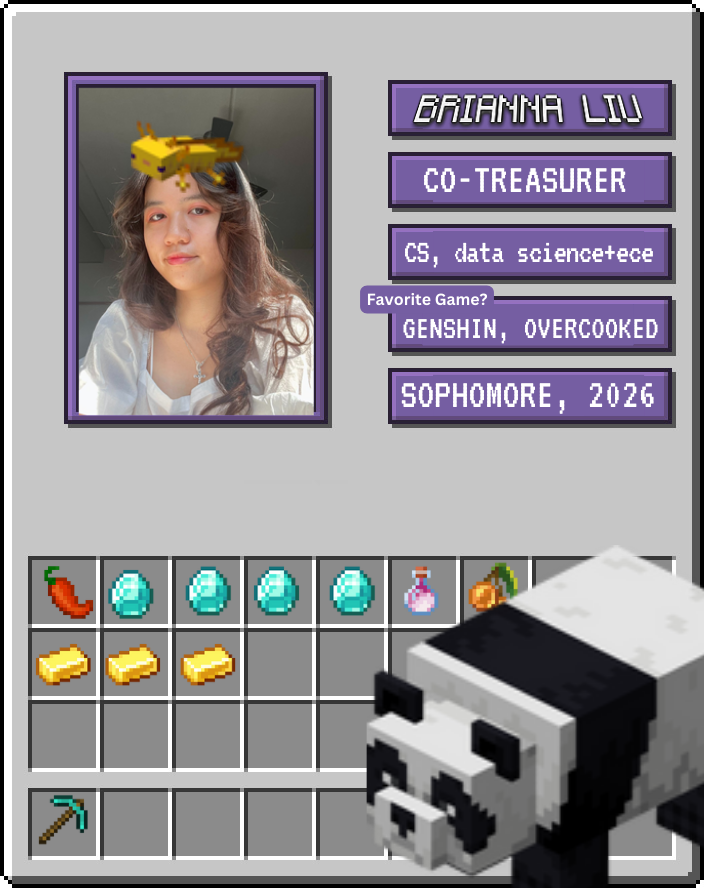 BRIANNA LIU
CO-TREASURER
CS, data science+ece
Favorite Game?
GENSHIN, OVERCOOKED
SOPHOMORE, 2026